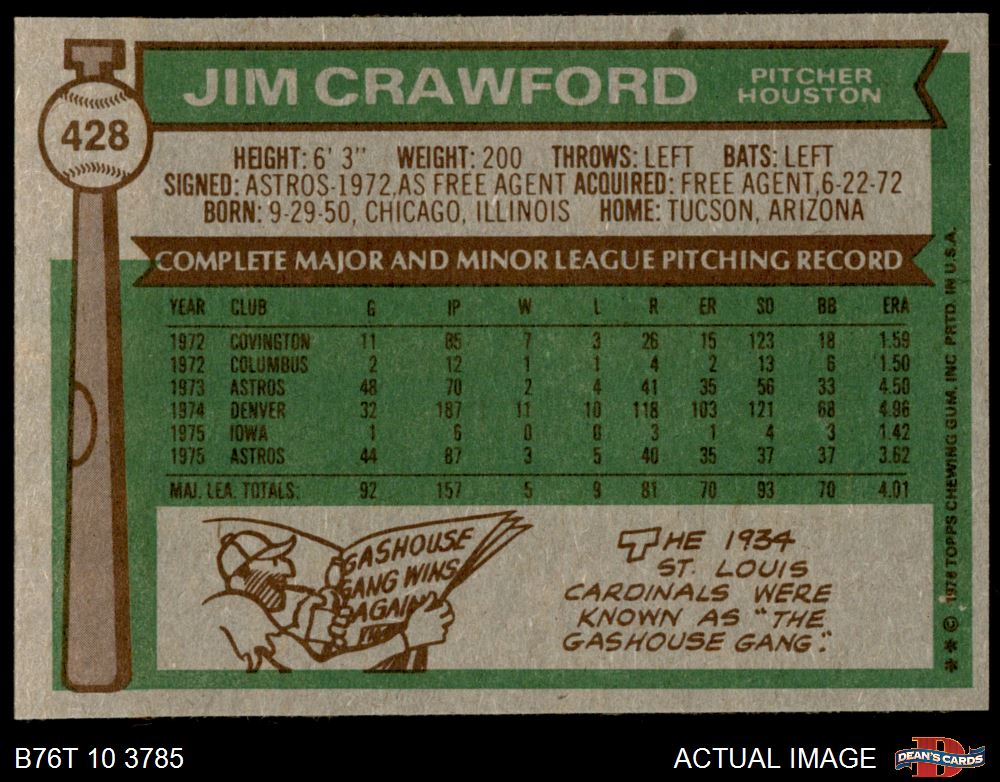 428
JIM CRAWFORD
PITCHER
HOUSTON
HEIGHT: 6' 3" WEIGHT: 200 THROWS: LEFT BATS: LEFT
SIGNED: ASTROS-1972, AS FREE AGENT ACQUIRED: FREE AGENT, 6-22-72
BORN: 9-29-50, CHICAGO, ILLINOIS HOME: TUCSON, ARIZONA
COMPLETE MAJOR AND MINOR LEAGUE PITCHING RECORD
YEAR CLUB G IP W L R ER SO BB ERA
1972 COVINGTON 11 85 7 3 26 15 123 18 1.59
1972 COLUMBUS 2 12 1 1 4 2 13 6 1.50
1973 ASTROS 48 70 2 4 41 35 56 33 4.50
1974 DENVER 32 187 11 10 118 103 121 68 4.96
1975 IOWA 1 6 0 0 3 1 4 3 1.42
1975 ASTROS 44 87 3 5 40 35 37 37 3.62
MAJ. LEA. TOTALS: 92 157 5 9 81 70 93 70 4.01
GASHOUSE
GANG WINS
AGAIN
THE 1934
ST. LOUIS
CARDINALS WERE
KNOWN AS "THE
GASHOUSE GANG".
** © 1976 TOPPS CHEWING GUM, INC PRTD. IN U.S.A.
B76T 10 3785
ACTUAL IMAGE
D
DEAN'S CARDS